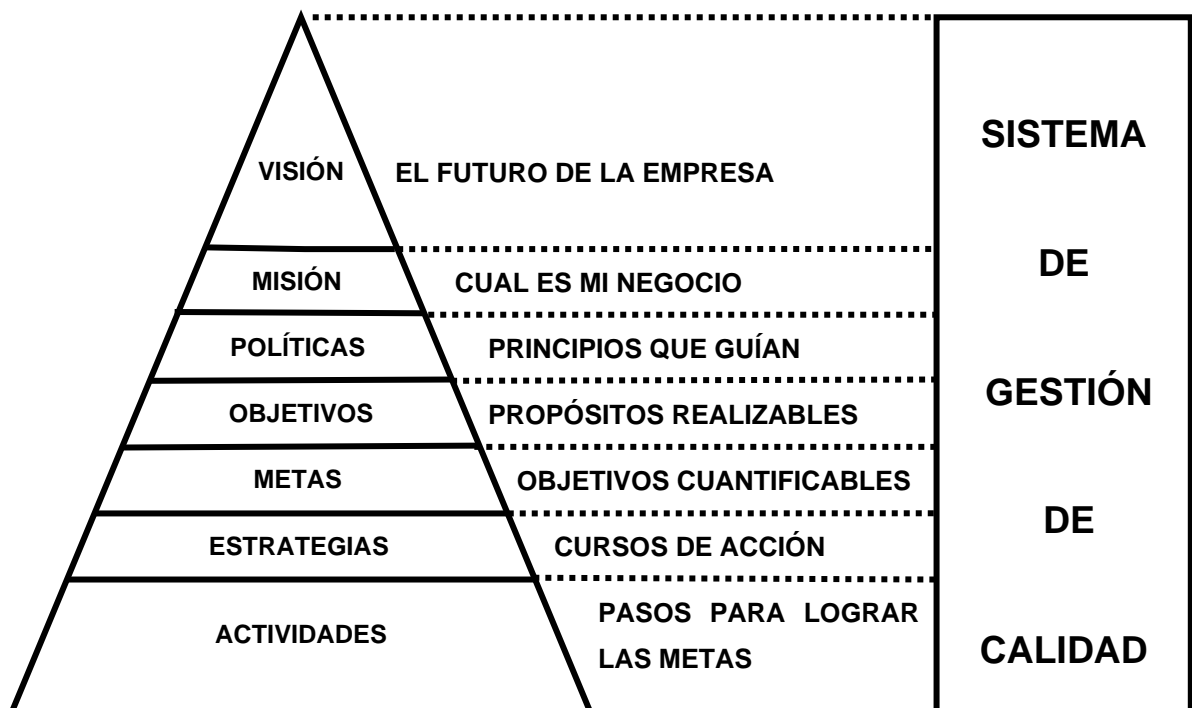 VISIÓN EL FUTURO DE LA EMPRESA
MISIÓN CUAL ES MI NEGOCIO
POLÍTICAS PRINCIPIOS QUE GUÍAN
OBJETIVOS PROPÓSITOS REALIZABLES
METAS OBJETIVOS CUANTIFICABLES
ESTRATEGIAS CURSOS DE ACCIÓN
ACTIVIDADES
PASOS PARA LOGRAR
LAS METAS
SISTEMA
DE
GESTIÓN
DE
CALIDAD